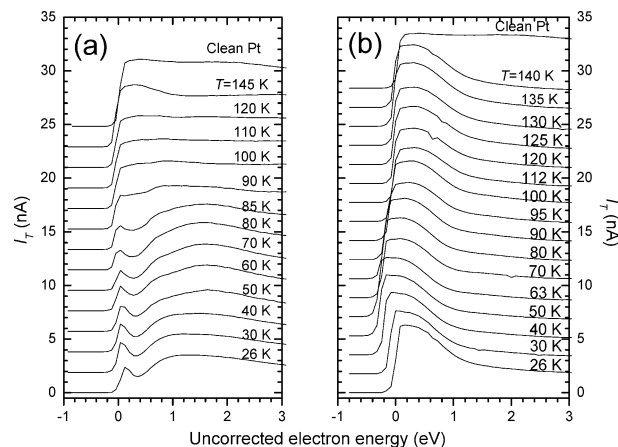 (a)
Clean Pt
T=145 K
120 K
110 K
100 K
90 K
85 K
80 K
70 K
60 K
50 K
40 K
30 K
26 K
35
30
25
20
15
10
5
0
I_T (nA)
-1 0 1 2 3
(b)
Clean Pt
T=140 K
135 K
130 K
125 K
120 K
112 K
100 K
95 K
90 K
80 K
70 K
63 K
50 K
40 K
30 K
26 K
35
30
25
20
15
10
5
0
I_T (nA)
-1 0 1 2 3
Uncorrected electron energy (eV)